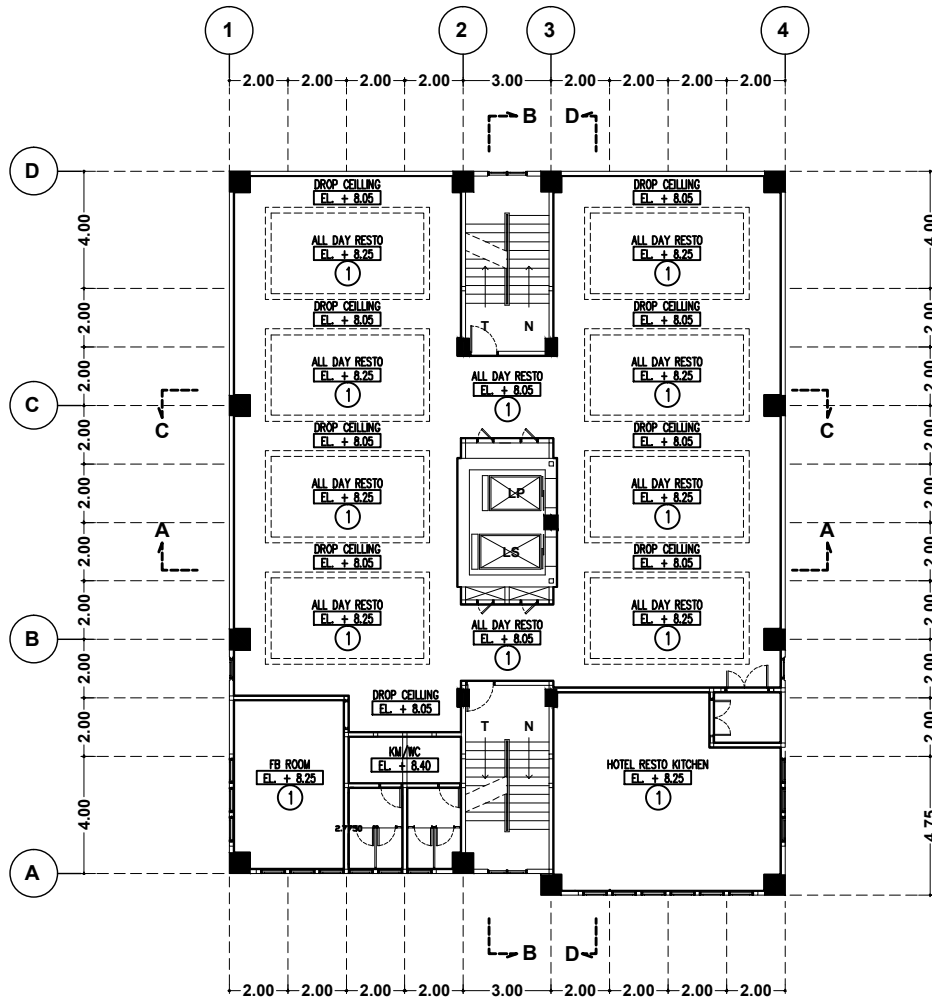 1 2 3 4
2.00 2.00 2.00 2.00 3.00 2.00 2.00 2.00 2.00
B D
D
4.00 4.00
DROP CEILLING DROP CEILLING
EL. + 8.05 EL. + 8.05
ALL DAY RESTO ALL DAY RESTO
EL. + 8.25 EL. + 8.25
1 1
2.00 2.00
DROP CEILLING DROP CEILLING
EL. + 8.05 EL. + 8.05
T N
2.00 2.00
ALL DAY RESTO ALL DAY RESTO
EL. + 8.25 EL. + 8.25
1 1
ALL DAY RESTO
EL. + 8.05
1
C
C C
2.00 2.00
DROP CEILLING DROP CEILLING
EL. + 8.05 EL. + 8.05
2.00 2.00
ALL DAY RESTO ALL DAY RESTO
EL. + 8.25 EL. + 8.25
1 1
LP
A A
2.00 2.00
DROP CEILLING DROP CEILLING
EL. + 8.05 EL. + 8.05
LS
2.00 2.00
ALL DAY RESTO ALL DAY RESTO
EL. + 8.25 EL. + 8.25
1 1
ALL DAY RESTO
EL. + 8.05
1
B
2.00 2.00
DROP CEILLING
EL. + 8.05
2.00 2.00
T N
KM/WC
EL. + 8.40
FB ROOM
EL. + 8.25
1
HOTEL RESTO KITCHEN
EL. + 8.25
1
4.00 4.75
2.7750
A
B D
2.00 2.00 2.00 2.00 3.00 2.00 2.00 2.00 2.00